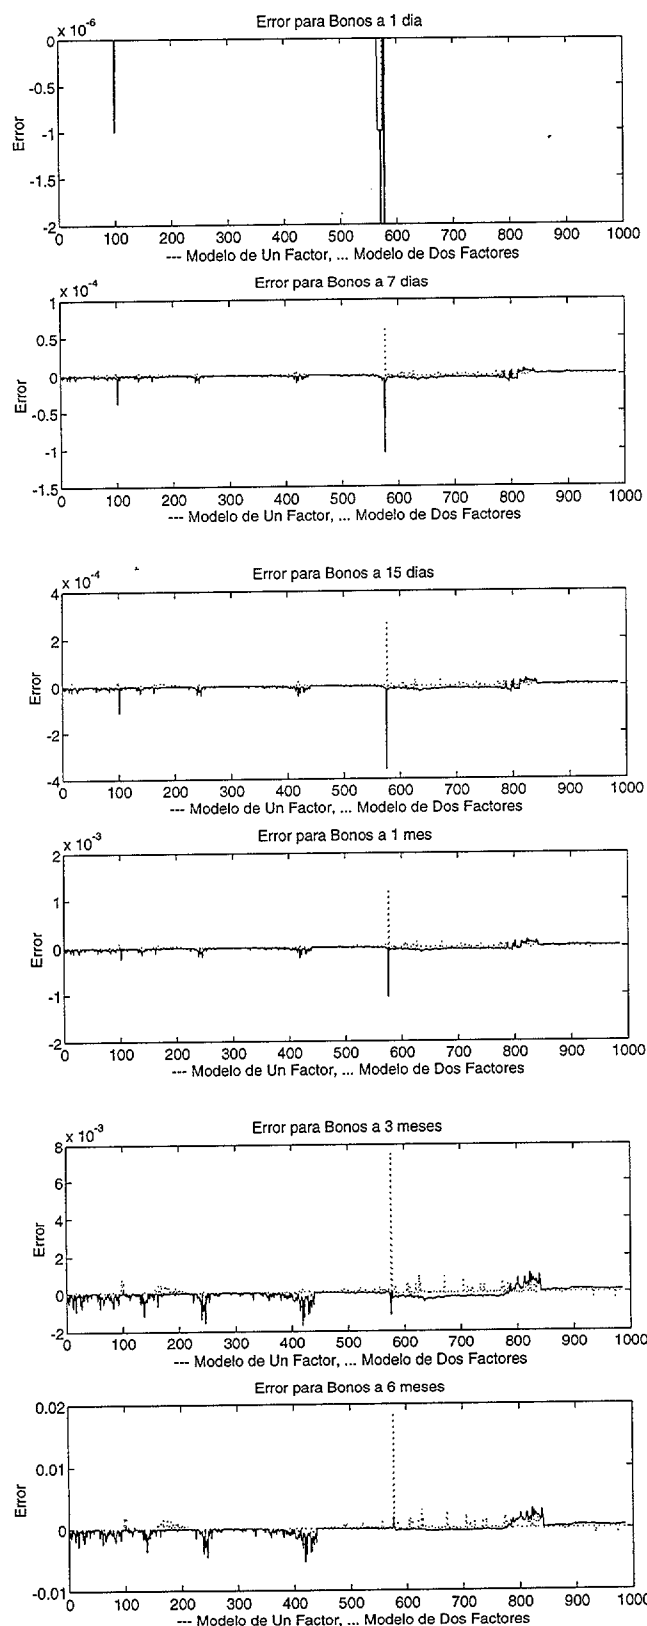 Error para Bonos a 1 dia
x 10-6
0
-0.5
-1
-1.5
-2
Error
0 100 200 300 400 500 600 700 800 900 1000
--- Modelo de Un Factor, ... Modelo de Dos Factores
Error para Bonos a 7 dias
x 10-4
1
0.5
0
-0.5
-1
-1.5
Error
0 100 200 300 400 500 600 700 800 900 1000
--- Modelo de Un Factor, ... Modelo de Dos Factores
Error para Bonos a 15 dias
x 10-4
4
2
0
-2
-4
Error
0 100 200 300 400 500 600 700 800 900 1000
--- Modelo de Un Factor, ... Modelo de Dos Factores
Error para Bonos a 1 mes
x 10-3
2
1
0
-1
-2
Error
0 100 200 300 400 500 600 700 800 900 1000
--- Modelo de Un Factor, ... Modelo de Dos Factores
Error para Bonos a 3 meses
x 10-3
8
6
4
2
0
-2
Error
0 100 200 300 400 500 600 700 800 900 1000
--- Modelo de Un Factor, ... Modelo de Dos Factores
Error para Bonos a 6 meses
0.02
0.01
0
-0.01
Error
0 100 200 300 400 500 600 700 800 900 1000
--- Modelo de Un Factor, ... Modelo de Dos Factores